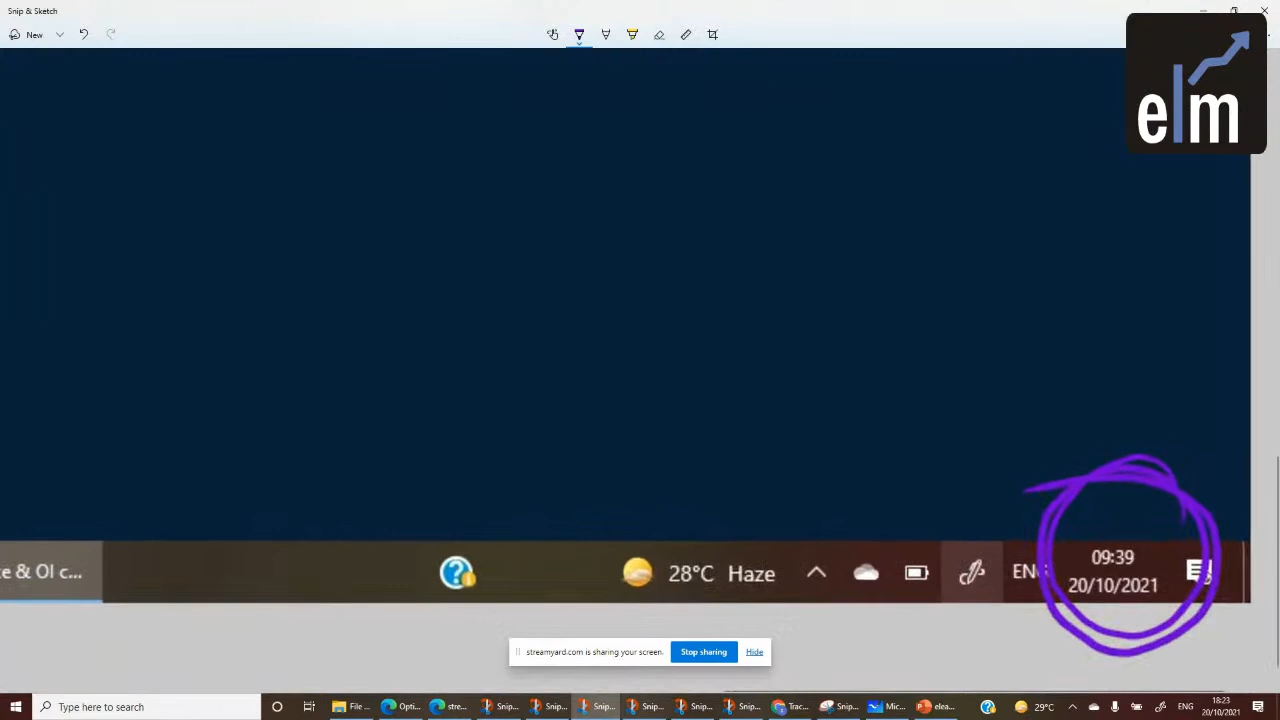 Snip & Sketch
New
elm
e & OI c...
28°C Haze
ENG
09:39
20/10/2021
streamyard.com is sharing your screen.
Stop sharing
Hide
Type here to search
File ...
Opti...
stre...
Snip...
Snip...
Snip...
Snip...
Snip...
Snip...
Trac...
Snip...
Mic...
elea...
29°C
ENG
18:23
20/10/2021